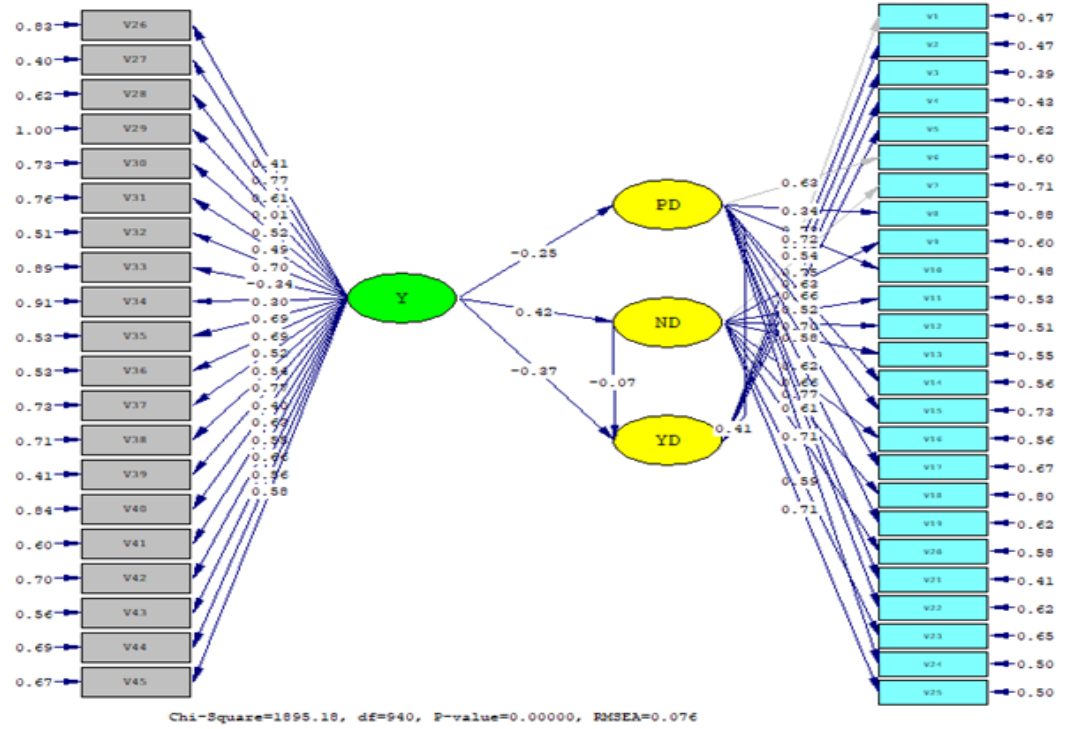 0.83 V26
0.40 V27
0.62 V28
1.00 V29
0.73 V30
0.76 V31
0.51 V32
0.89 V33
0.91 V34
0.53 V35
0.53 V36
0.73 V37
0.71 V38
0.41 V39
0.84 V40
0.60 V41
0.70 V42
0.56 V43
0.69 V44
0.67 V45
0.41
0.77
0.61
0.01
0.52
0.49
0.70
-0.34
0.30
0.69
0.69
0.52
0.54
0.77
0.40
0.63
0.58
Y
-0.25
0.42
-0.37
PD
ND
-0.07
YD
0.41
0.63
0.34
0.72
0.54
0.75
0.63
0.66
0.52
0.70
0.58
0.62
0.66
0.77
0.61
0.71
0.59
0.71
V1 0.47
V2 0.47
V3 0.39
V4 0.43
V5 0.62
V6 0.60
V7 0.71
V8 0.88
V9 0.60
V10 0.48
V11 0.53
V12 0.51
V13 0.55
V14 0.56
V15 0.73
V16 0.56
V17 0.67
V18 0.80
V19 0.62
V20 0.58
V21 0.41
V22 0.62
V23 0.65
V24 0.50
V25 0.50
Chi-Square=1895.18, df=940, P-value=0.00000, RMSEA=0.076